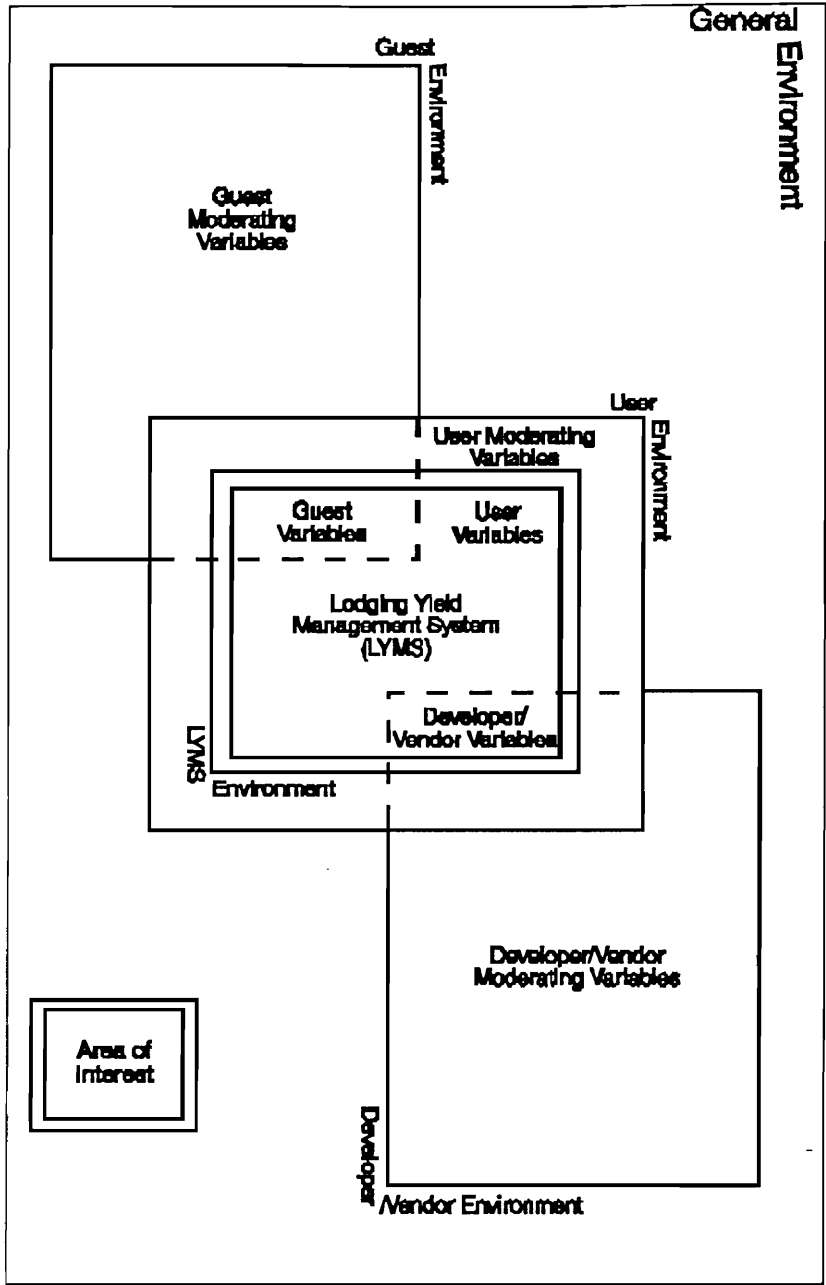 General
Environment
Guest
Environment
Guest
Moderating
Variables
User
Environment
User Moderating
Variables
Guest
Variables
User
Variables
Lodging Yield
Management System
(LYMS)
Developer/
Vendor Variables
LYMS
Environment
Developer/Vendor
Moderating Variables
Area of
Interest
Developer
/Vendor Environment